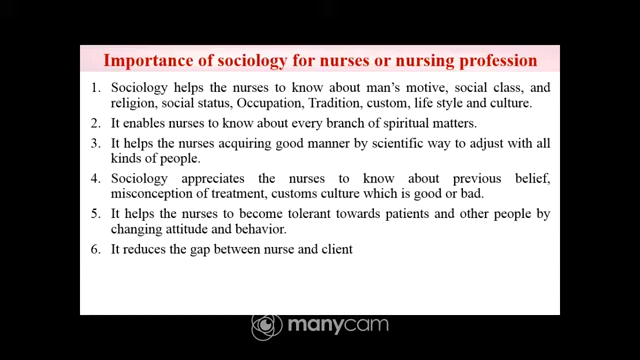 Importance of sociology for nurses or nursing profession
1. Sociology helps the nurses to know about man's motive, social class, and
religion, social status, Occupation, Tradition, custom, life style and culture.
2. It enables nurses to know about every branch of spiritual matters.
3. It helps the nurses acquiring good manner by scientific way to adjust with all
kinds of people.
4. Sociology appreciates the nurses to know about previous belief,
misconception of treatment, customs culture which is good or bad.
5. It helps the nurses to become tolerant towards patients and other people by
changing attitude and behavior.
6. It reduces the gap between nurse and client
manycam